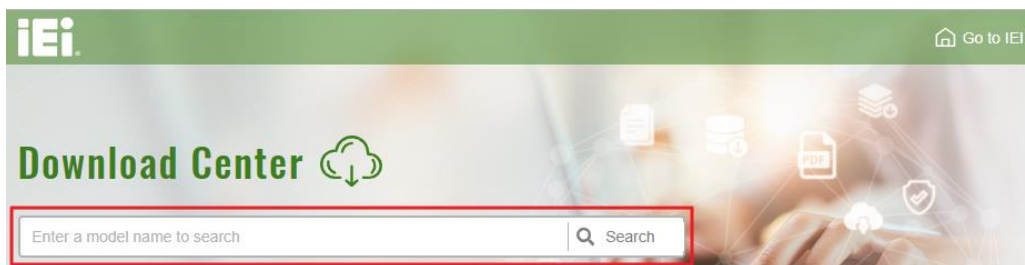 iEi
Go to IEI
Download Center
PDF
Enter a model name to search
Search